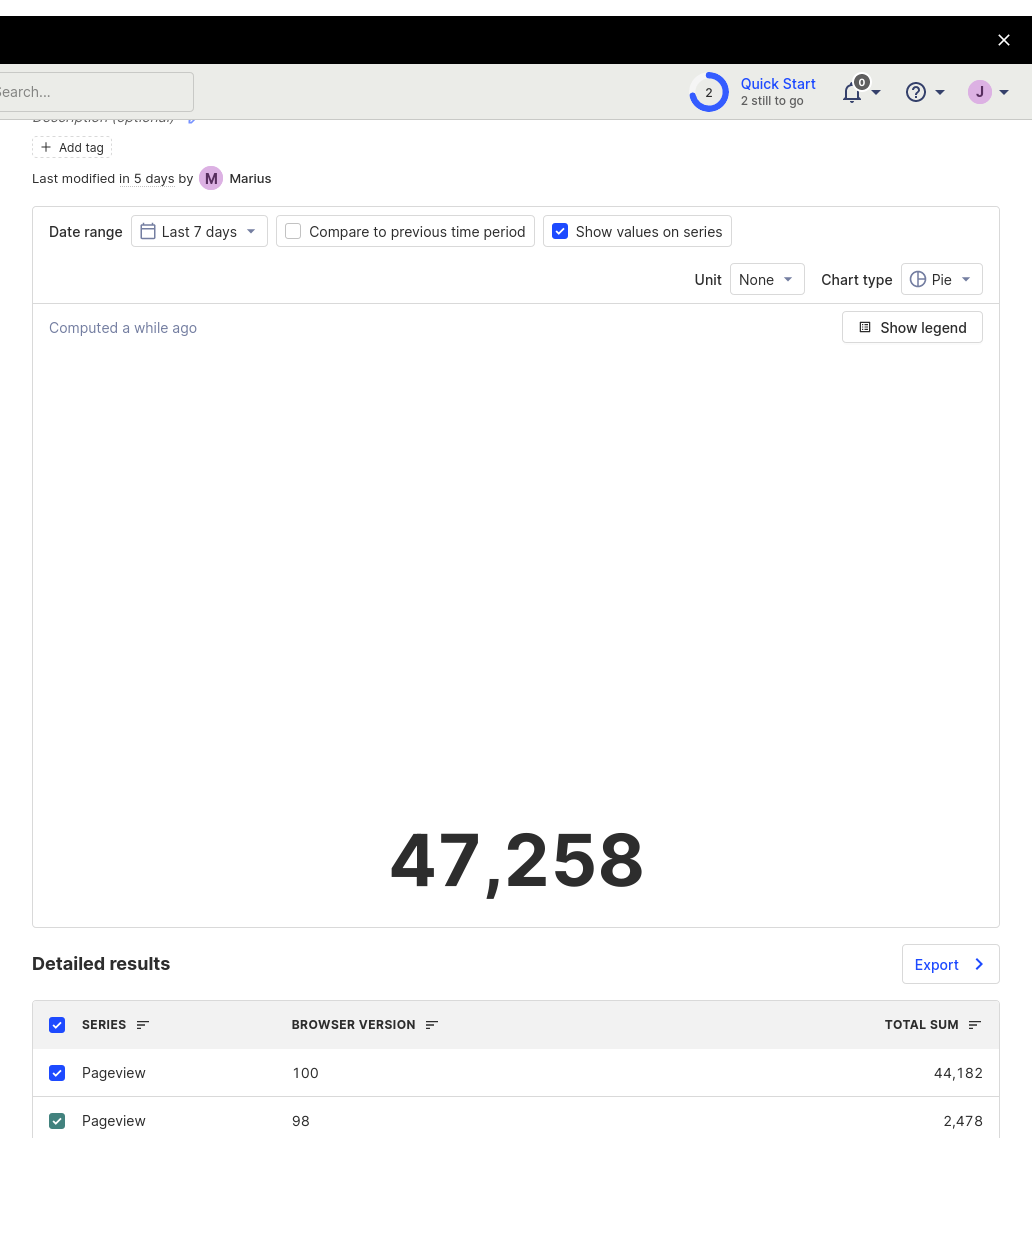 Search...
2
Quick Start
2 still to go
0
J
Description (optional)
Add tag
Last modified in 5 days by M Marius
Date range Last 7 days Compare to previous time period Show values on series
Unit None Chart type Pie
Computed a while ago Show legend
47,258
Detailed results Export
SERIES BROWSER VERSION TOTAL SUM
Pageview 100 44,182
Pageview 98 2,478